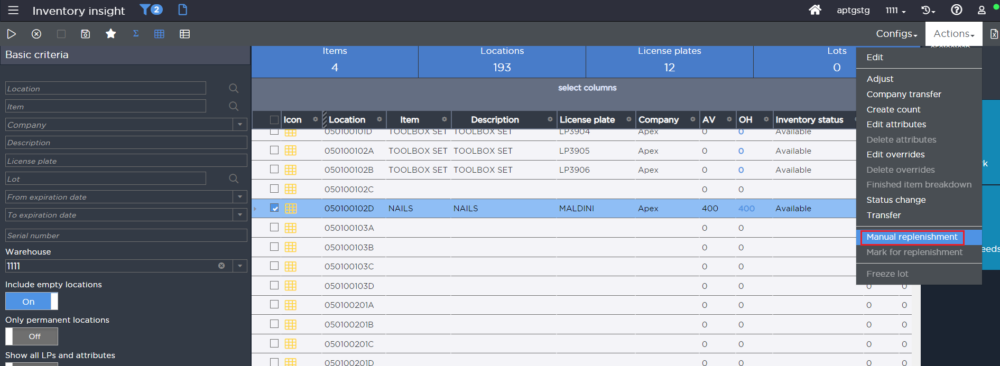 Inventory insight 2
aptgstg 1111
Configs Actions
Basic criteria
Location
Item
Company
Description
License plate
Lot
From expiration date
To expiration date
Serial number
Warehouse
1111
Include empty locations
On
Only permanent locations
Off
Show all LPs and attributes
Items Locations License plates Lots
4 193 12 0
select columns
Icon Location Item Description License plate Company AV OH Inventory status
050100101D TOOLBOX SET TOOLBOX SET LP3904 Apex 0 0 Available
050100102A TOOLBOX SET TOOLBOX SET LP3905 Apex 0 0 Available
050100102B TOOLBOX SET TOOLBOX SET LP3906 Apex 0 0 Available
050100102C 0 0
050100102D NAILS NAILS MALDINI Apex 400 400 Available
050100103A 0 0
050100103B 0 0
050100103C 0 0
050100103D 0 0 0 0
050100201A 0 0 0 0
050100201B 0 0 0 0
050100201C 0 0 0 0
050100201D 0 0 0 0
Edit
Adjust
Company transfer
Create count
Edit attributes
Delete attributes
Edit overrides
Delete overrides
Finished item breakdown
Status change
Transfer
Manual replenishment
Mark for replenishment
Freeze lot
rk
eeds